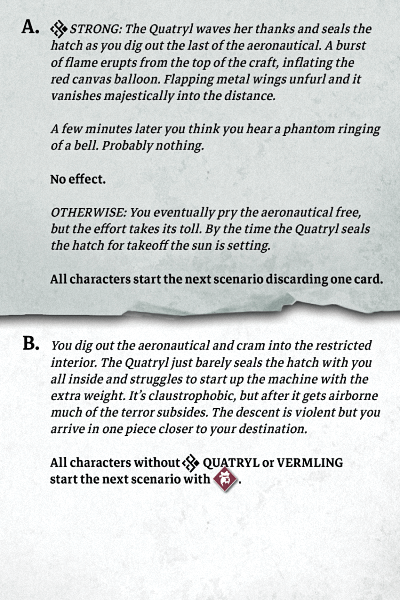 A. STRONG: The Quatryl waves her thanks and seals the
hatch as you dig out the last of the aeronautical. A burst
of flame erupts from the top of the craft, inflating the
red canvas balloon. Flapping metal wings unfurl and it
vanishes majestically into the distance.
A few minutes later you think you hear a phantom ringing
of a bell. Probably nothing.
No effect.
OTHERWISE: You eventually pry the aeronautical free,
but the effort takes its toll. By the time the Quatryl seals
the hatch for takeoff the sun is setting.
All characters start the next scenario discarding one card.
B. You dig out the aeronautical and cram into the restricted
interior. The Quatryl just barely seals the hatch with you
all inside and struggles to start up the machine with the
extra weight. It's claustrophobic, but after it gets airborne
much of the terror subsides. The descent is violent but you
arrive in one piece closer to your destination.
All characters without QUATRYL or VERMLING
start the next scenario with .